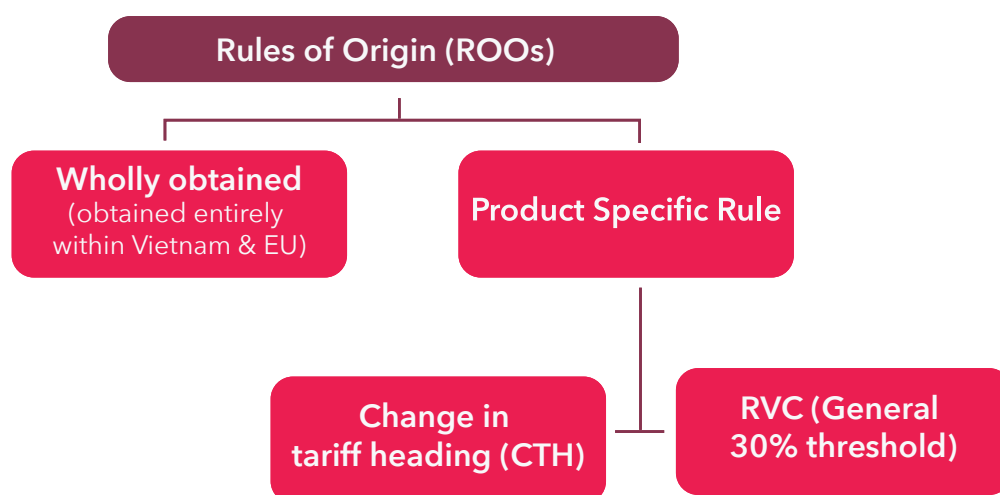 Rules of Origin (ROOs)
Wholly obtained
(obtained entirely
within Vietnam & EU)
Product Specific Rule
Change in
tariff heading (CTH)
RVC (General
30% threshold)